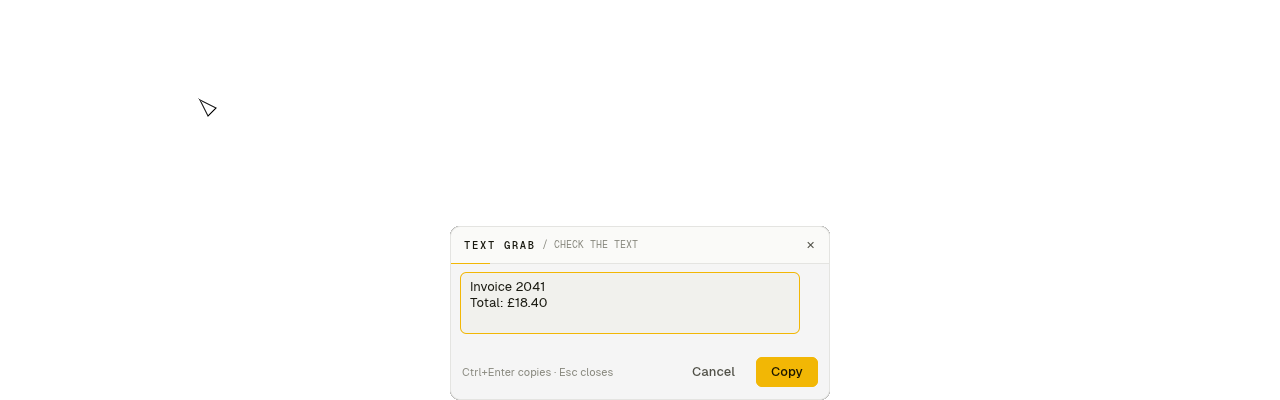 TEXT GRAB / CHECK THE TEXT ×
Invoice 2041
Total: £18.40
Ctrl+Enter copies · Esc closes Cancel Copy